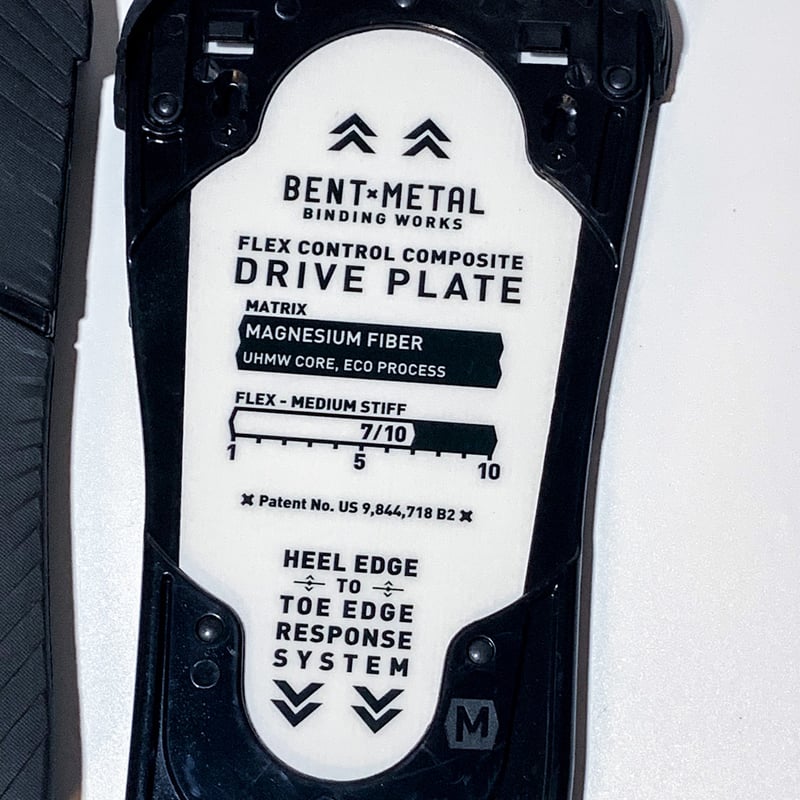 BENT×METAL
BINDING WORKS
FLEX CONTROL COMPOSITE
DRIVE PLATE
MATRIX
MAGNESIUM FIBER
UHMW CORE, ECO PROCESS
FLEX - MEDIUM STIFF
7/10
1 5 10
Patent No. US 9,844,718 B2
HEEL EDGE
TO
TOE EDGE
RESPONSE
SYSTEM
M